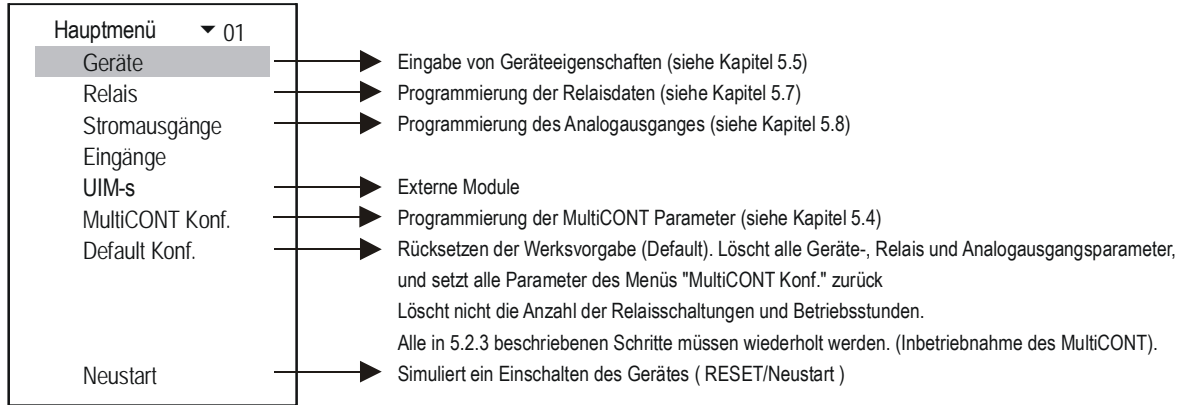 Hauptmenü ▼ 01
Geräte Eingabe von Geräteeigenschaften (siehe Kapitel 5.5)
Relais Programmierung der Relaisdaten (siehe Kapitel 5.7)
Stromausgänge Programmierung des Analogausganges (siehe Kapitel 5.8)
Eingänge
UIM-s Externe Module
MultiCONT Konf. Programmierung der MultiCONT Parameter (siehe Kapitel 5.4)
Default Konf. Rücksetzen der Werksvorgabe (Default). Löscht alle Geräte-, Relais und Analogausgangsparameter,
und setzt alle Parameter des Menüs "MultiCONT Konf." zurück
Löscht nicht die Anzahl der Relaisschaltungen und Betriebsstunden.
Alle in 5.2.3 beschriebenen Schritte müssen wiederholt werden. (Inbetriebnahme des MultiCONT).
Neustart Simuliert ein Einschalten des Gerätes ( RESET/Neustart )